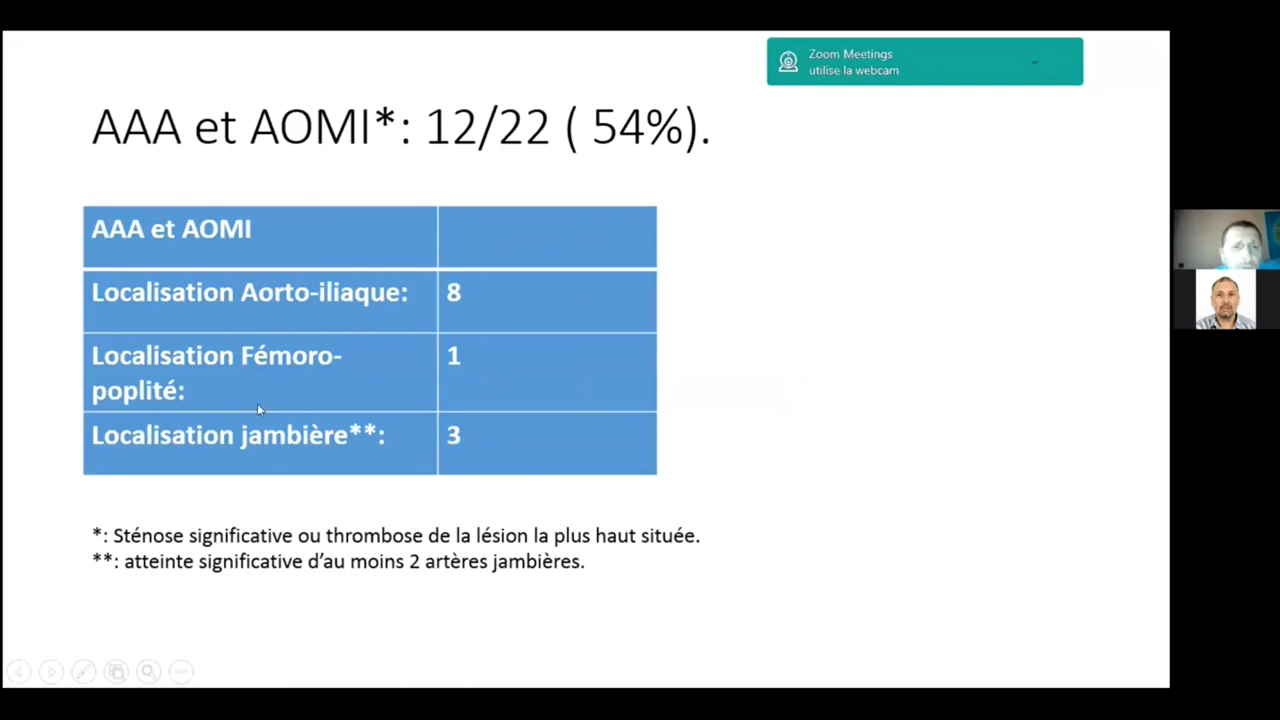 Zoom Meetings
utilise la webcam
AAA et AOMI*: 12/22 ( 54%).
AAA et AOMI
Localisation Aorto-iliaque: 8
Localisation Fémoro-
poplité: 1
Localisation jambière**: 3
*: Sténose significative ou thrombose de la lésion la plus haut située.
**: atteinte significative d’au moins 2 artères jambières.